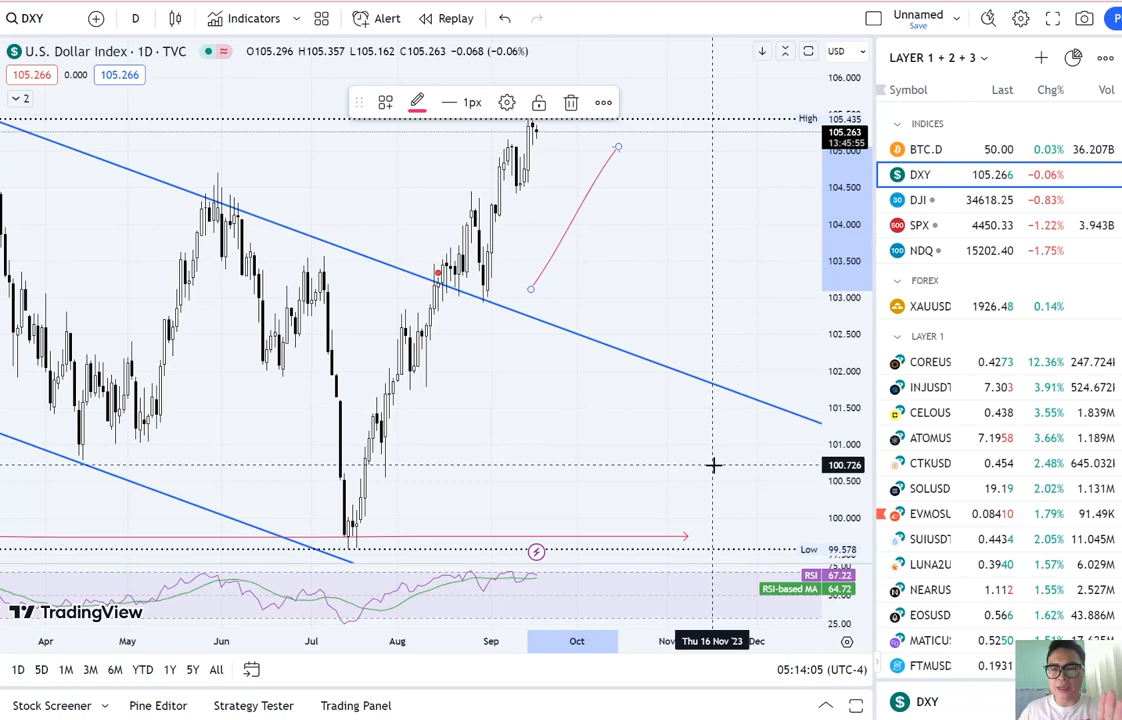 DXY
D
Indicators
Alert
Replay
Unnamed
Save
U.S. Dollar Index · 1D · TVC
O105.296 H105.357 L105.162 C105.263 −0.068 (−0.06%)
105.266
0.000
105.266
2
1px
USD
106.000
High 105.435
105.263
13:45:55
105.000
104.500
104.000
103.500
103.000
102.500
102.000
101.500
101.000
100.726
100.500
100.000
Low 99.578
75.00
RSI 67.22
RSI-based MA 64.72
25.00
TradingView
Apr
May
Jun
Jul
Aug
Sep
Oct
Nov
Thu 16 Nov '23
Dec
1D 5D 1M 3M 6M YTD 1Y 5Y All
05:14:05 (UTC-4)
Stock Screener
Pine Editor
Strategy Tester
Trading Panel
LAYER 1 + 2 + 3
Symbol Last Chg% Vol
INDICES
BTC.D 50.00 0.03% 36.207B
DXY 105.266 −0.06%
DJI 34618.25 −0.83%
SPX 4450.33 −1.22% 3.943B
NDQ 15202.40 −1.75%
FOREX
XAUUSD 1926.48 0.14%
LAYER 1
COREUS 0.4273 12.36% 247.724
INJUSDT 7.303 3.91% 524.672
CELOUS 0.438 3.55% 1.839M
ATOMUS 7.1958 3.66% 1.189M
CTKUSD 0.454 2.48% 645.032
SOLUSD 19.19 2.02% 1.131M
EVMOSU 0.08410 1.79% 91.49K
SUIUSDT 0.4434 2.05% 11.045M
LUNA2U 0.3940 1.57% 6.029M
NEARUS 1.112 1.55% 2.527M
EOSUSD 0.566 1.62% 43.886M
MATICU 0.5250
FTMUSD 0.1931
DXY